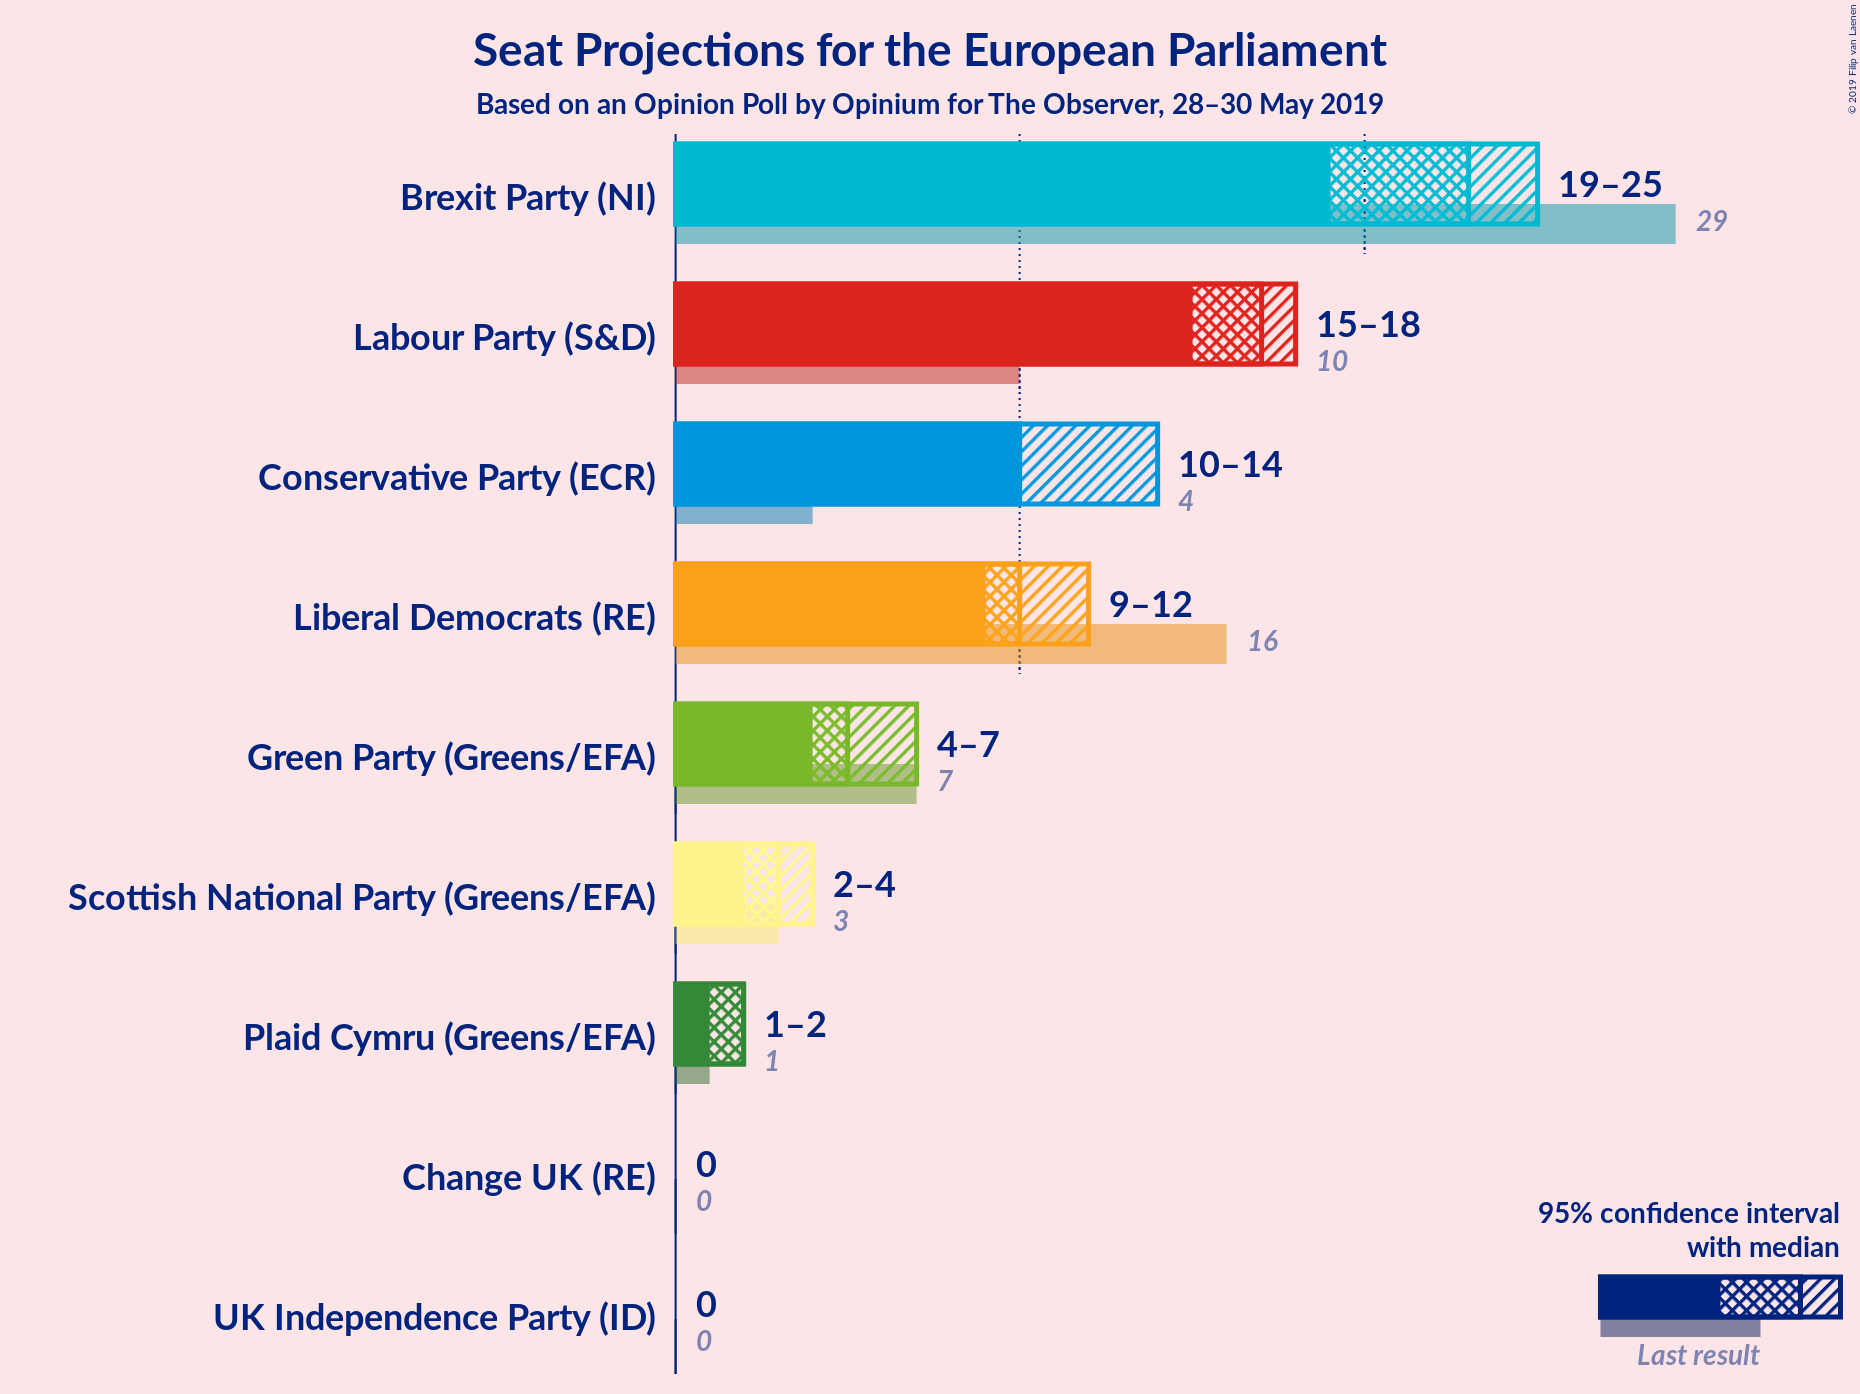 Seat Projections for the European Parliament
Based on an Opinion Poll by Opinium for The Observer, 28–30 May 2019
© 2019 Filip van Laenen
Brexit Party (NI)
19–25
29
Labour Party (S&D)
15–18
10
Conservative Party (ECR)
10–14
4
Liberal Democrats (RE)
9–12
16
Green Party (Greens/EFA)
4–7
7
Scottish National Party (Greens/EFA)
2–4
3
Plaid Cymru (Greens/EFA)
1–2
1
Change UK (RE)
0
0
UK Independence Party (ID)
0
0
95% confidence interval
with median
Last result